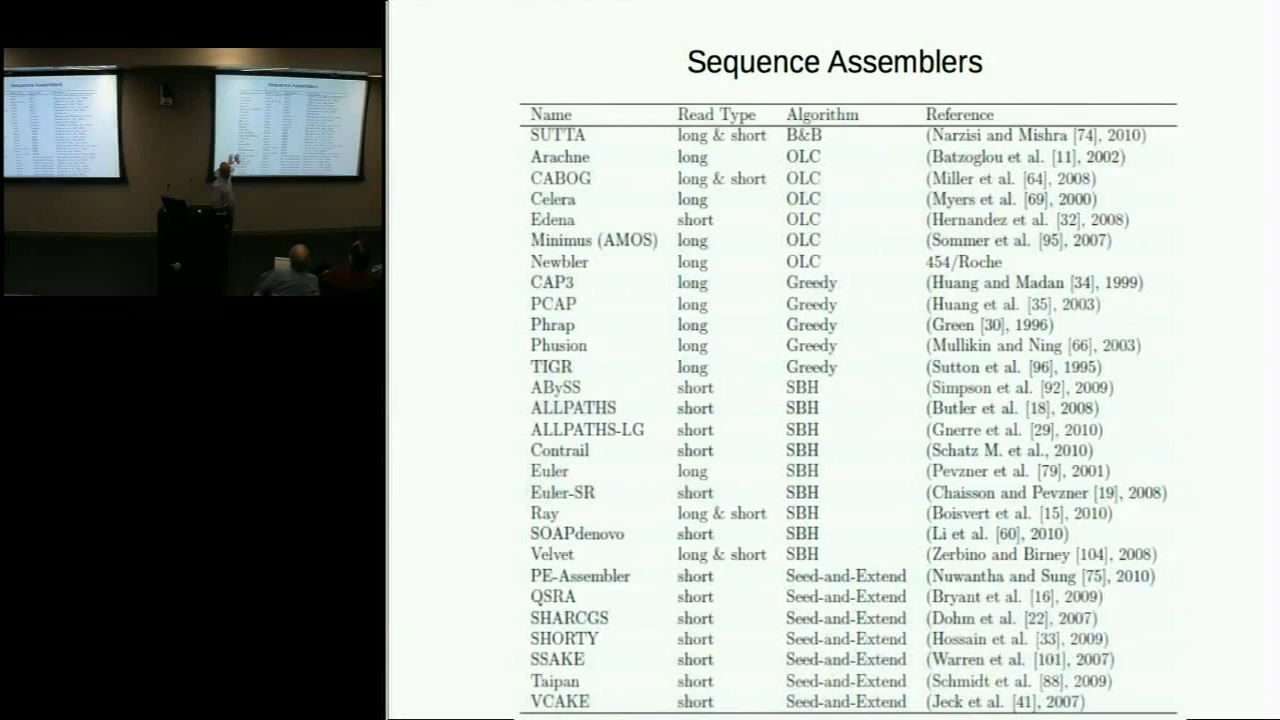 Sequence Assemblers
Name Read Type Algorithm Reference
SUTTA long & short B&B (Narzisi and Mishra [74], 2010)
Arachne long OLC (Batzoglou et al. [11], 2002)
CABOG long & short OLC (Miller et al. [64], 2008)
Celera long OLC (Myers et al. [69], 2000)
Edena short OLC (Hernandez et al. [32], 2008)
Minimus (AMOS) long OLC (Sommer et al. [95], 2007)
Newbler long OLC 454/Roche
CAP3 long Greedy (Huang and Madan [34], 1999)
PCAP long Greedy (Huang et al. [35], 2003)
Phrap long Greedy (Green [30], 1996)
Phusion long Greedy (Mullikin and Ning [66], 2003)
TIGR long Greedy (Sutton et al. [96], 1995)
ABySS short SBH (Simpson et al. [92], 2009)
ALLPATHS short SBH (Butler et al. [18], 2008)
ALLPATHS-LG short SBH (Gnerre et al. [29], 2010)
Contrail short SBH (Schatz M. et al., 2010)
Euler long SBH (Pevzner et al. [79], 2001)
Euler-SR short SBH (Chaisson and Pevzner [19], 2008)
Ray long & short SBH (Boisvert et al. [15], 2010)
SOAPdenovo short SBH (Li et al. [60], 2010)
Velvet long & short SBH (Zerbino and Birney [104], 2008)
PE-Assembler short Seed-and-Extend (Nuwantha and Sung [75], 2010)
QSRA short Seed-and-Extend (Bryant et al. [16], 2009)
SHARCGS short Seed-and-Extend (Dohm et al. [22], 2007)
SHORTY short Seed-and-Extend (Hossain et al. [33], 2009)
SSAKE short Seed-and-Extend (Warren et al. [101], 2007)
Taipan short Seed-and-Extend (Schmidt et al. [88], 2009)
VCAKE short Seed-and-Extend (Jeck et al. [41], 2007)